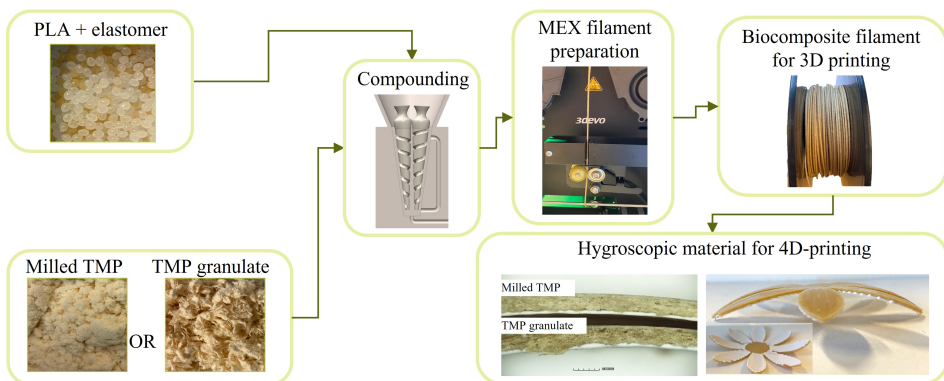 PLA + elastomer
Compounding
MEX filament
preparation
3devo
Biocomposite filament
for 3D printing
Milled TMP
OR
TMP granulate
Hygroscopic material for 4D-printing
Milled TMP
TMP granulate